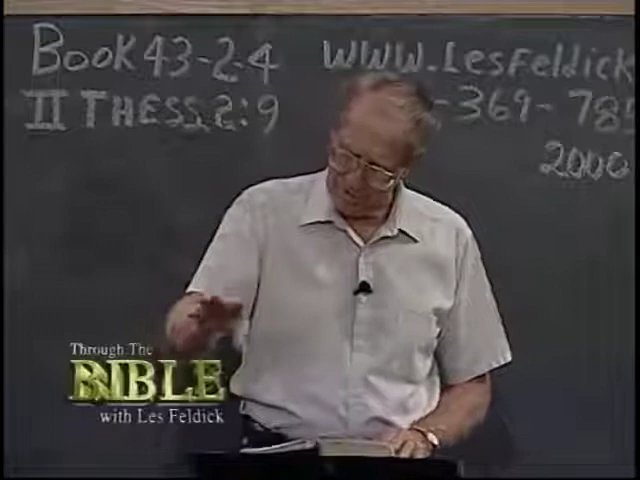 Book 43-2-4 WWW.LesFeldick
II THESS 2:9 -369-785
2000
Through The
BIBLE
with Les Feldick